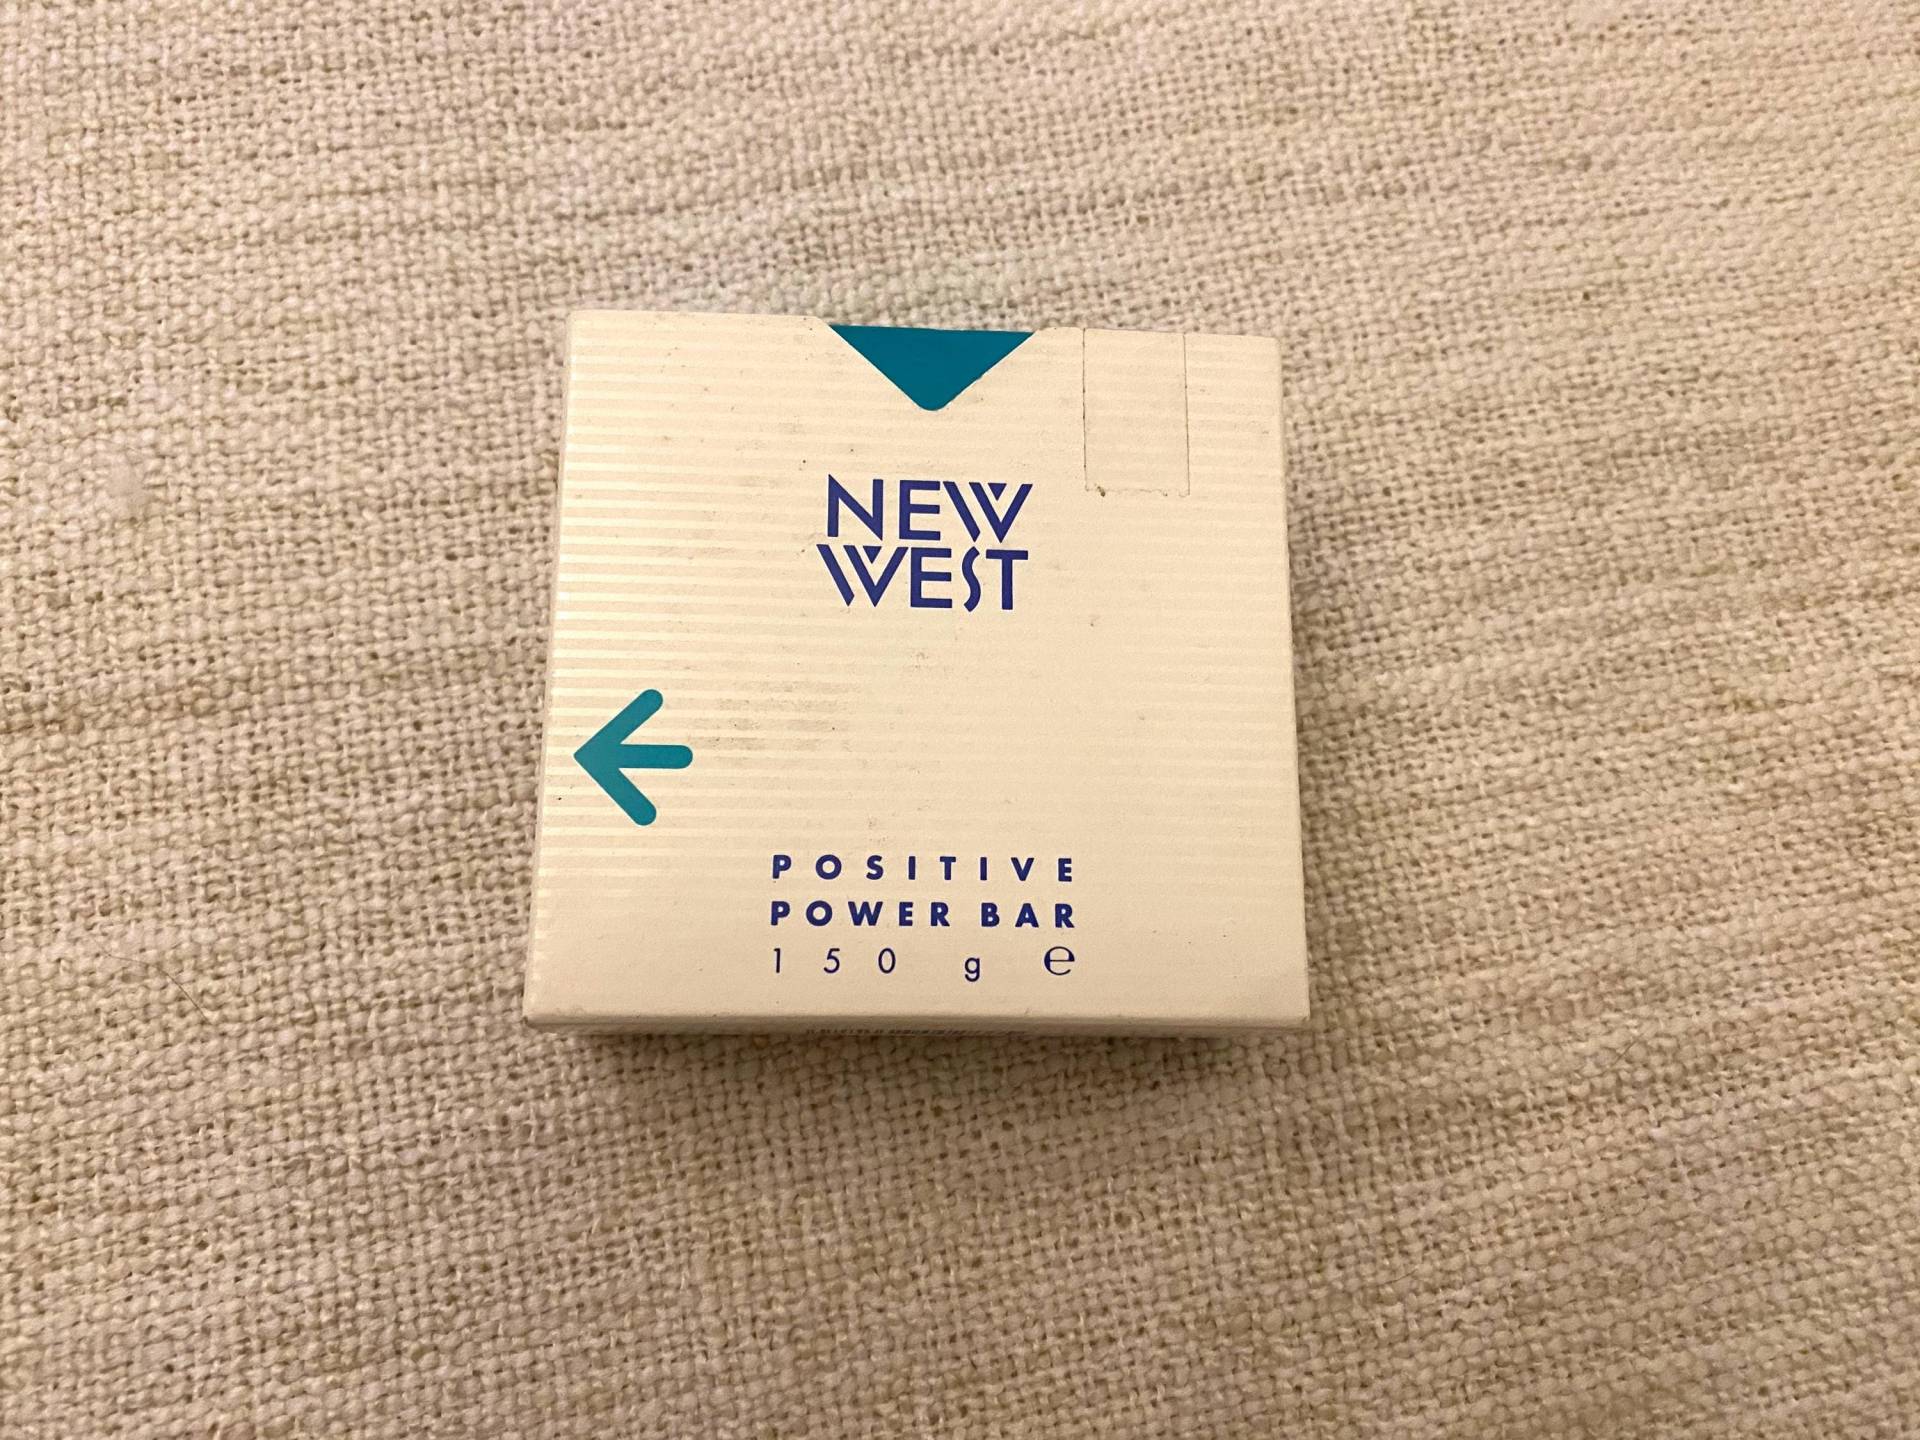 NEW
WEST
POSITIVE
POWER BAR
150 g ℮